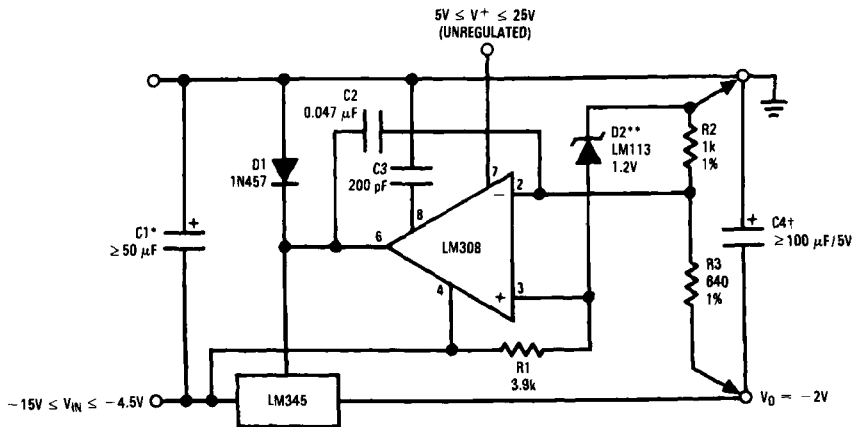 5V ≤ V⁺ ≤ 25V
(UNREGULATED)
C2
0.047 μF
D2**
LM113
1.2V
R2
1k
1%
D1
1N457
C3
200 pF
7
2
−
8
C1*
+
≥ 50 μF
6
LM308
C4†
+
≥ 100 μF/5V
4
+
3
R3
640
1%
R1
3.9k
−15V ≤ VIN ≤ −4.5V
LM345
VO = −2V